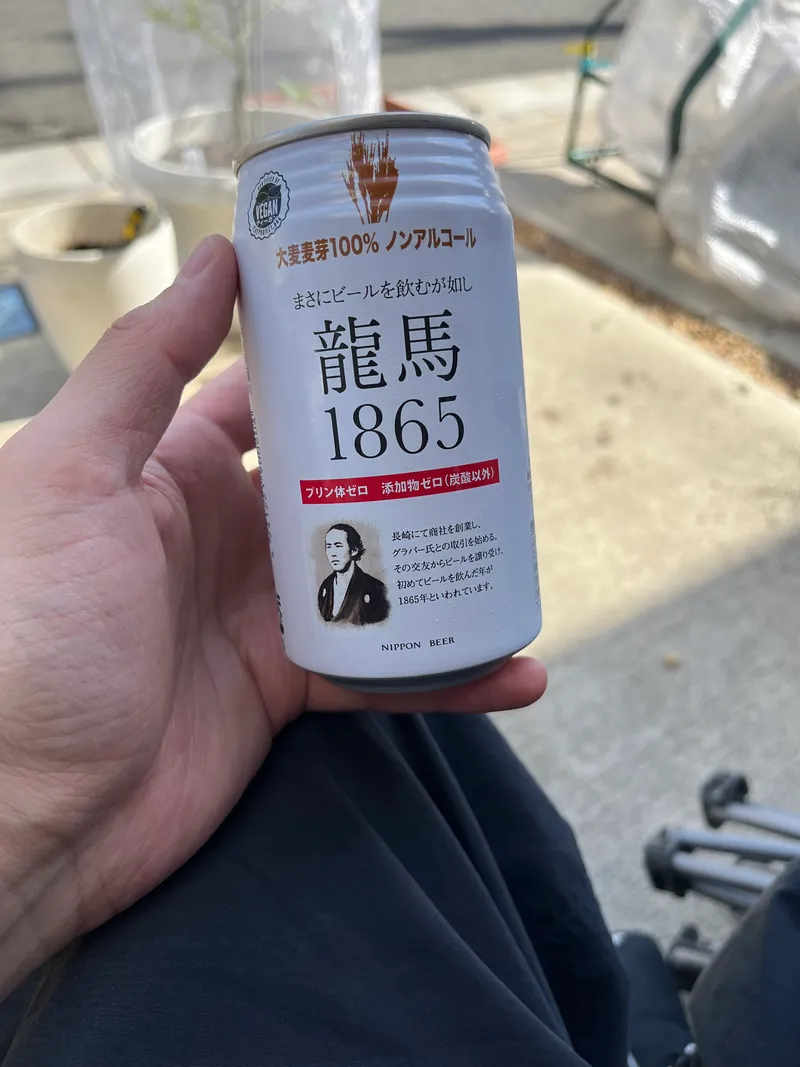 CERTIFIED BY
VEGAN
大麦麦芽100% ノンアルコール
まさにビールを飲むが如し
龍馬
1865
プリン体ゼロ 添加物ゼロ(炭酸以外)
長崎にて商社を創業し、
グラバー氏との取引を始める。
その交友からビールを譲り受け、
初めてビールを飲んだ年が
1865年といわれています。
NIPPON BEER